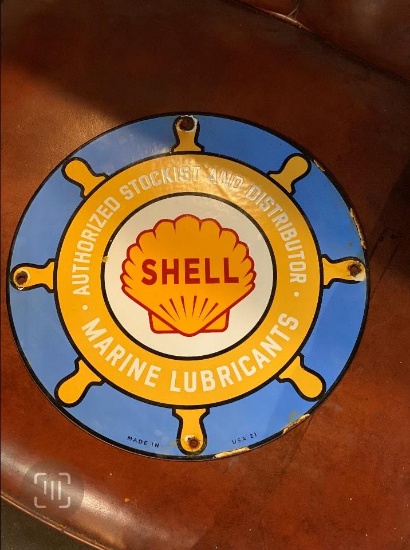 AUTHORIZED STOCKIST AND DISTRIBUTOR
SHELL
MARINE LUBRICANTS
MADE IN USA